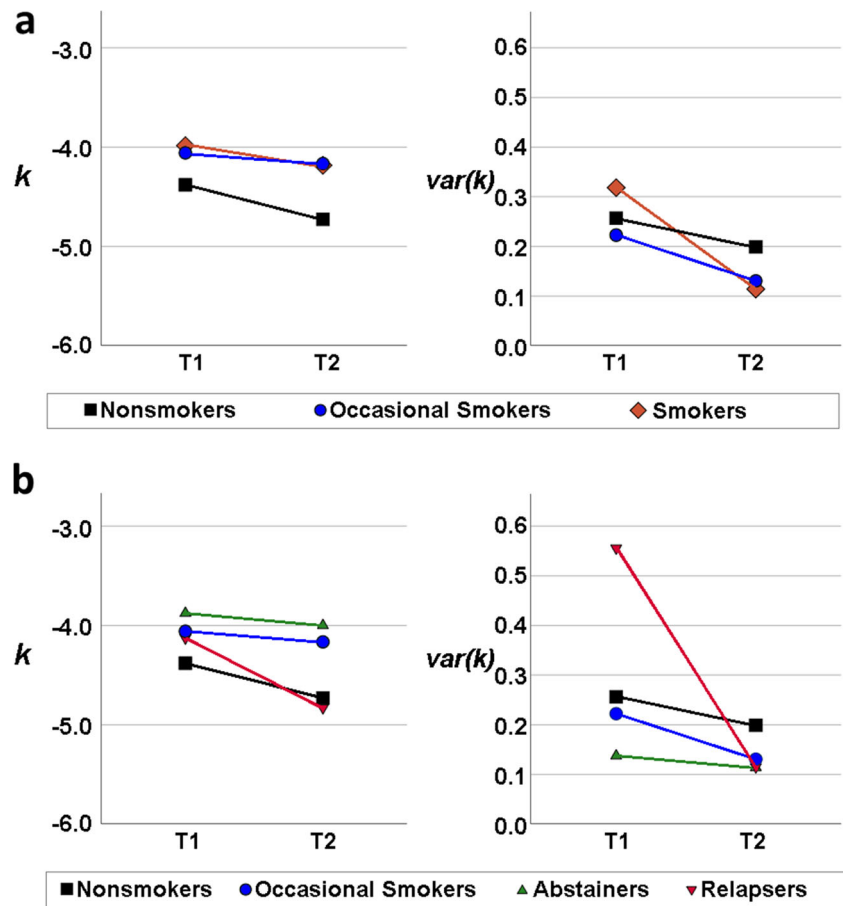 a
-3.0
-4.0
-5.0
-6.0
k
T1 T2
0.6
0.5
0.4
0.3
0.2
0.1
0.0
var(k)
T1 T2
Nonsmokers Occasional Smokers Smokers
b
-3.0
-4.0
-5.0
-6.0
k
T1 T2
0.6
0.5
0.4
0.3
0.2
0.1
0.0
var(k)
T1 T2
Nonsmokers Occasional Smokers Abstainers Relapsers